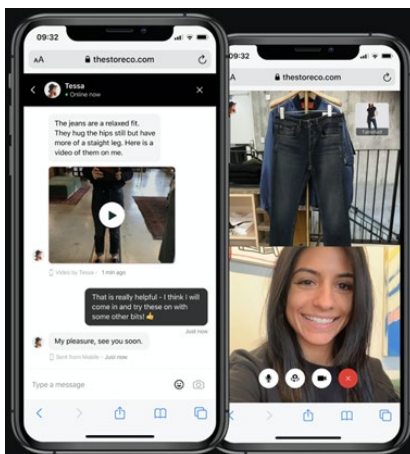 09:32
AA thestoreco.com
Tessa
Online now
The jeans are a relaxed fit.
They hug the hips still but have
more of a staight leg. Here is a
video of them on me.
Video by Tessa - 1 min ago
That is really helpful - I think I will
come in and try these on with
some other bits! 👍
Just now
My pleasure, see you soon.
Sent from Mobile - Just now
Type a message
09:32
AA thestoreco.com